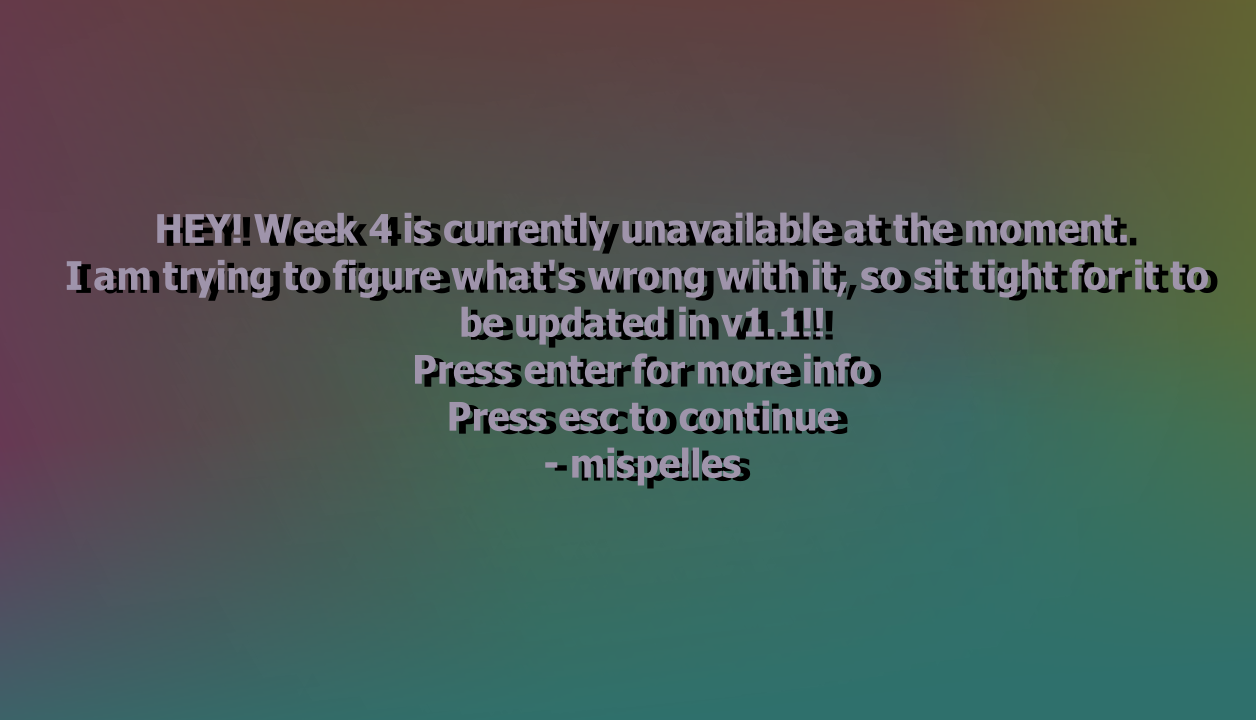 HEY! Week 4 is currently unavailable at the moment.
I am trying to figure what's wrong with it, so sit tight for it to
be updated in v1.1!!
Press enter for more info
Press esc to continue
- mispelles